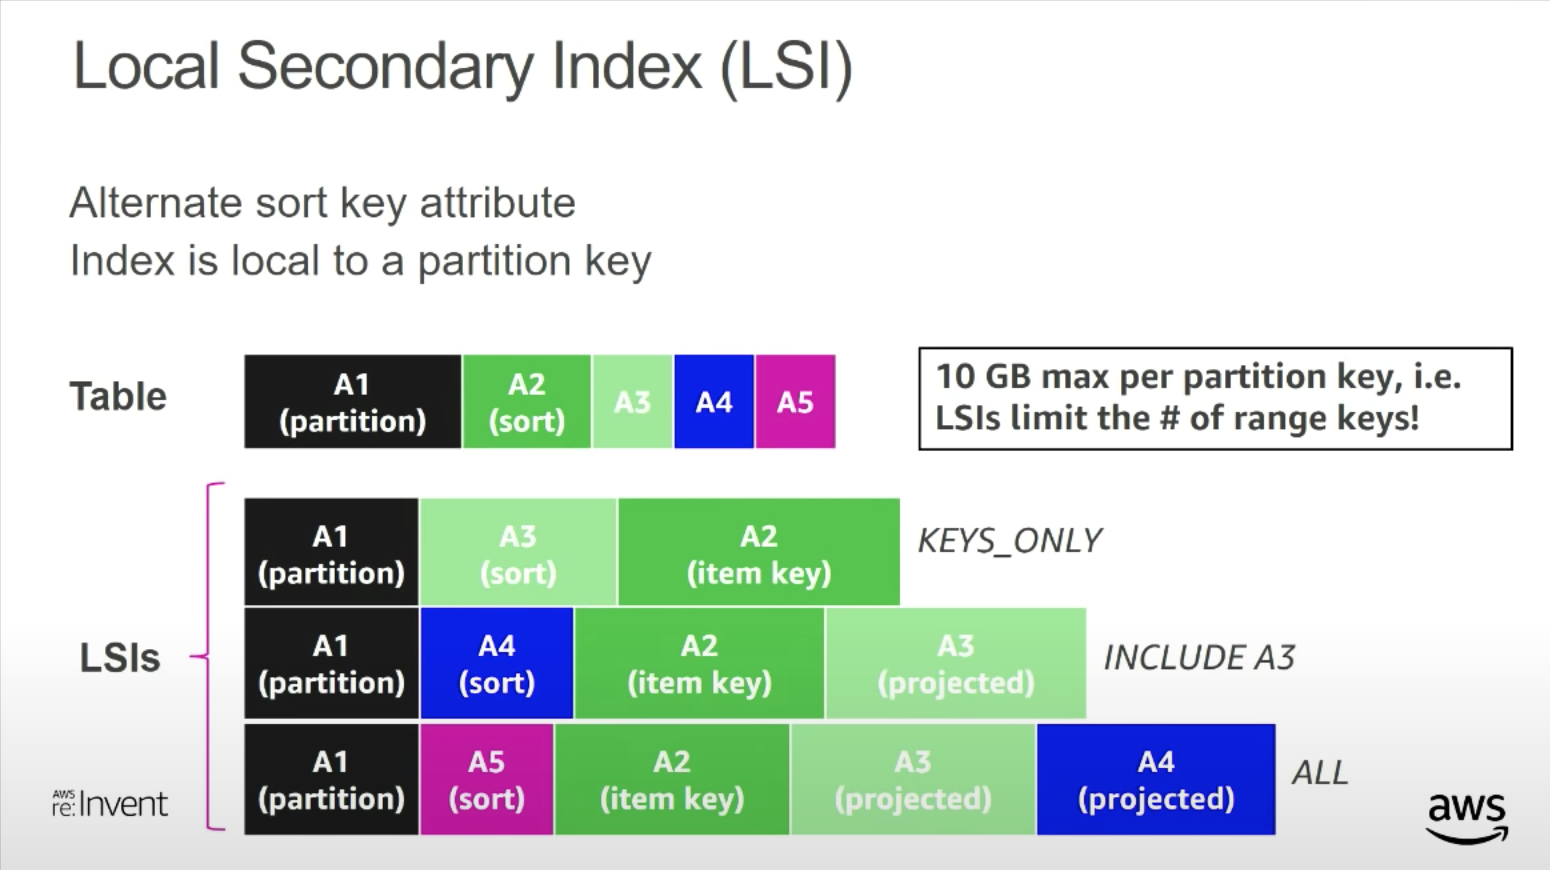 Local Secondary Index (LSI)
Alternate sort key attribute
Index is local to a partition key
Table
A1
(partition)
A2
(sort)
A3
A4
A5
10 GB max per partition key, i.e.
LSIs limit the # of range keys!
LSIs
A1
(partition)
A3
(sort)
A2
(item key)
KEYS_ONLY
A1
(partition)
A4
(sort)
A2
(item key)
A3
(projected)
INCLUDE A3
A1
(partition)
A5
(sort)
A2
(item key)
A3
(projected)
A4
(projected)
ALL
AWS
re:Invent
aws